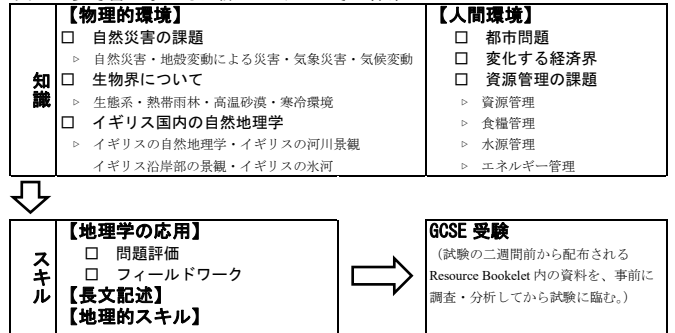 【物理的環境】
□ 自然災害の課題
▹ 自然災害・地殻変動による災害・気象災害・気候変動
□ 生物界について
▹ 生態系・熱帯雨林・高温砂漠・寒冷環境
□ イギリス国内の自然地理学
▹ イギリスの自然地理学・イギリスの河川景観
イギリス沿岸部の景観・イギリスの氷河
知識
【人間環境】
□ 都市問題
□ 変化する経済界
□ 資源管理の課題
▹ 資源管理
▹ 食糧管理
▹ 水源管理
▹ エネルギー管理
スキル
【地理学の応用】
□ 問題評価
□ フィールドワーク
【長文記述】
【地理的スキル】
GCSE 受験
（試験の二週間前から配布される
Resource Bookelet 内の資料を、事前に
調査・分析してから試験に臨む。）